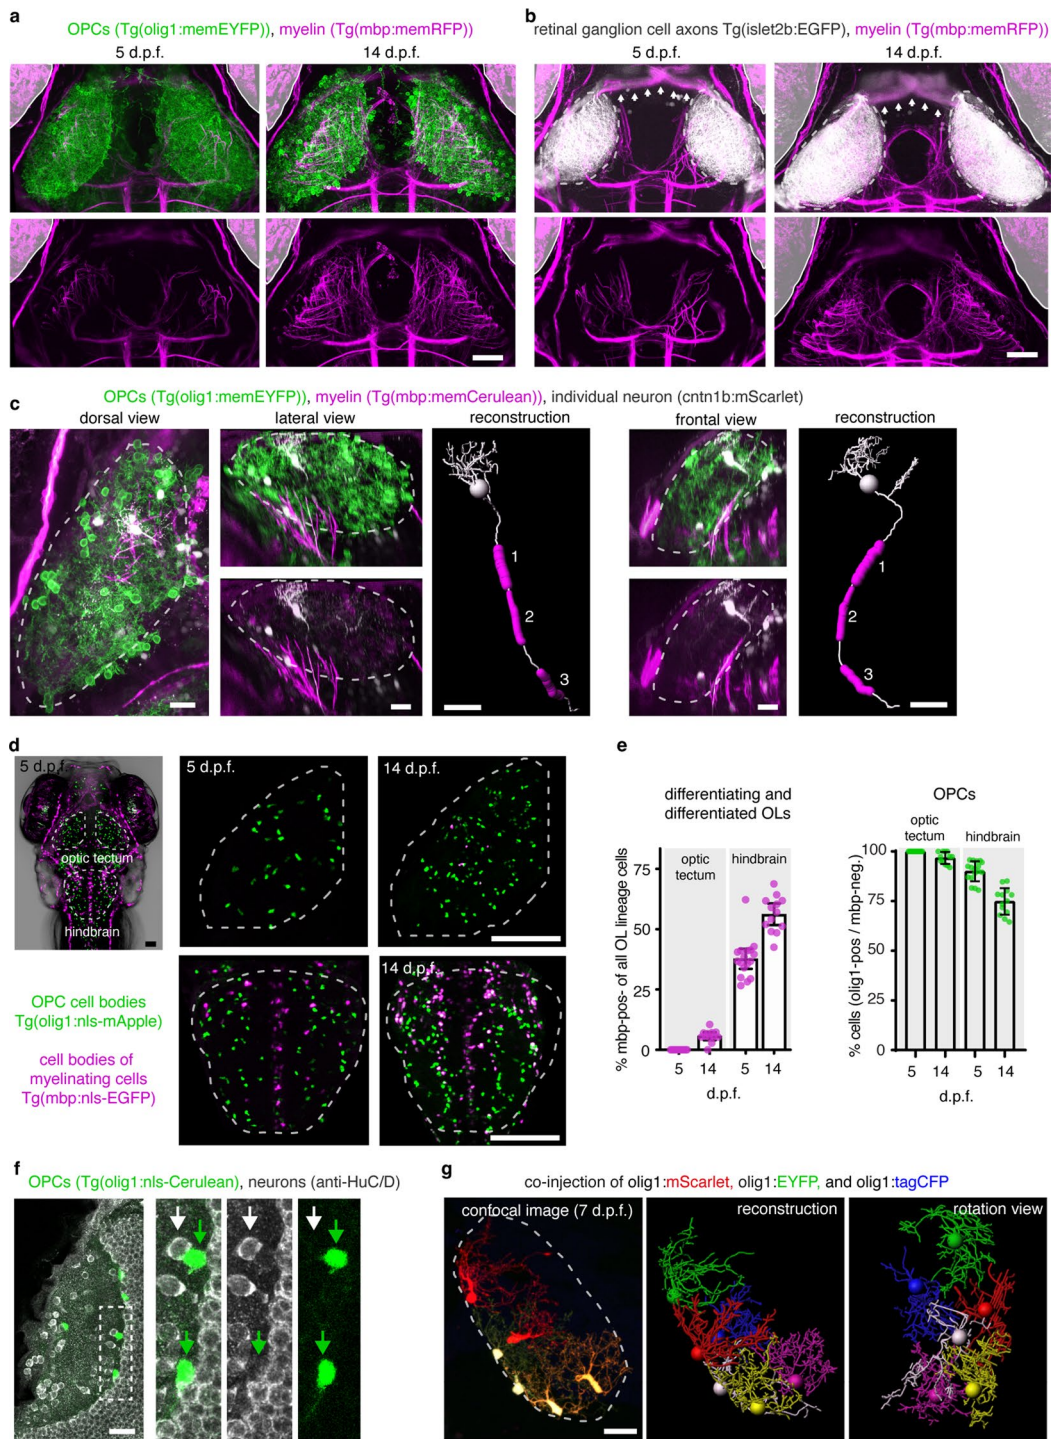 a
OPCs (Tg(olig1:memEYFP)), myelin (Tg(mbp:memRFP))
5 d.p.f.
14 d.p.f.
b
retinal ganglion cell axons Tg(islet2b:EGFP), myelin (Tg(mbp:memRFP))
5 d.p.f.
14 d.p.f.
c
OPCs (Tg(olig1:memEYFP)), myelin (Tg(mbp:memCerulean)), individual neuron (cntn1b:mScarlet)
dorsal view
lateral view
reconstruction
frontal view
reconstruction
1
2
3
1
2
3
d
5 d.p.f.
optic tectum
hindbrain
5 d.p.f.
14 d.p.f.
14 d.p.f.
OPC cell bodies
Tg(olig1:nls-mApple)
cell bodies of
myelinating cells
Tg(mbp:nls-EGFP)
e
differentiating and
differentiated OLs
optic
tectum
hindbrain
% mbp-pos- of all OL lineage cells
75
50
25
0
5 14 5 14
d.p.f.
OPCs
optic
tectum
hindbrain
% cells (olig1-pos / mbp-neg.)
100
75
50
25
0
5 14 5 14
d.p.f.
f
OPCs (Tg(olig1:nls-Cerulean), neurons (anti-HuC/D)
g
co-injection of olig1:mScarlet, olig1:EYFP, and olig1:tagCFP
confocal image (7 d.p.f.)
reconstruction
rotation view